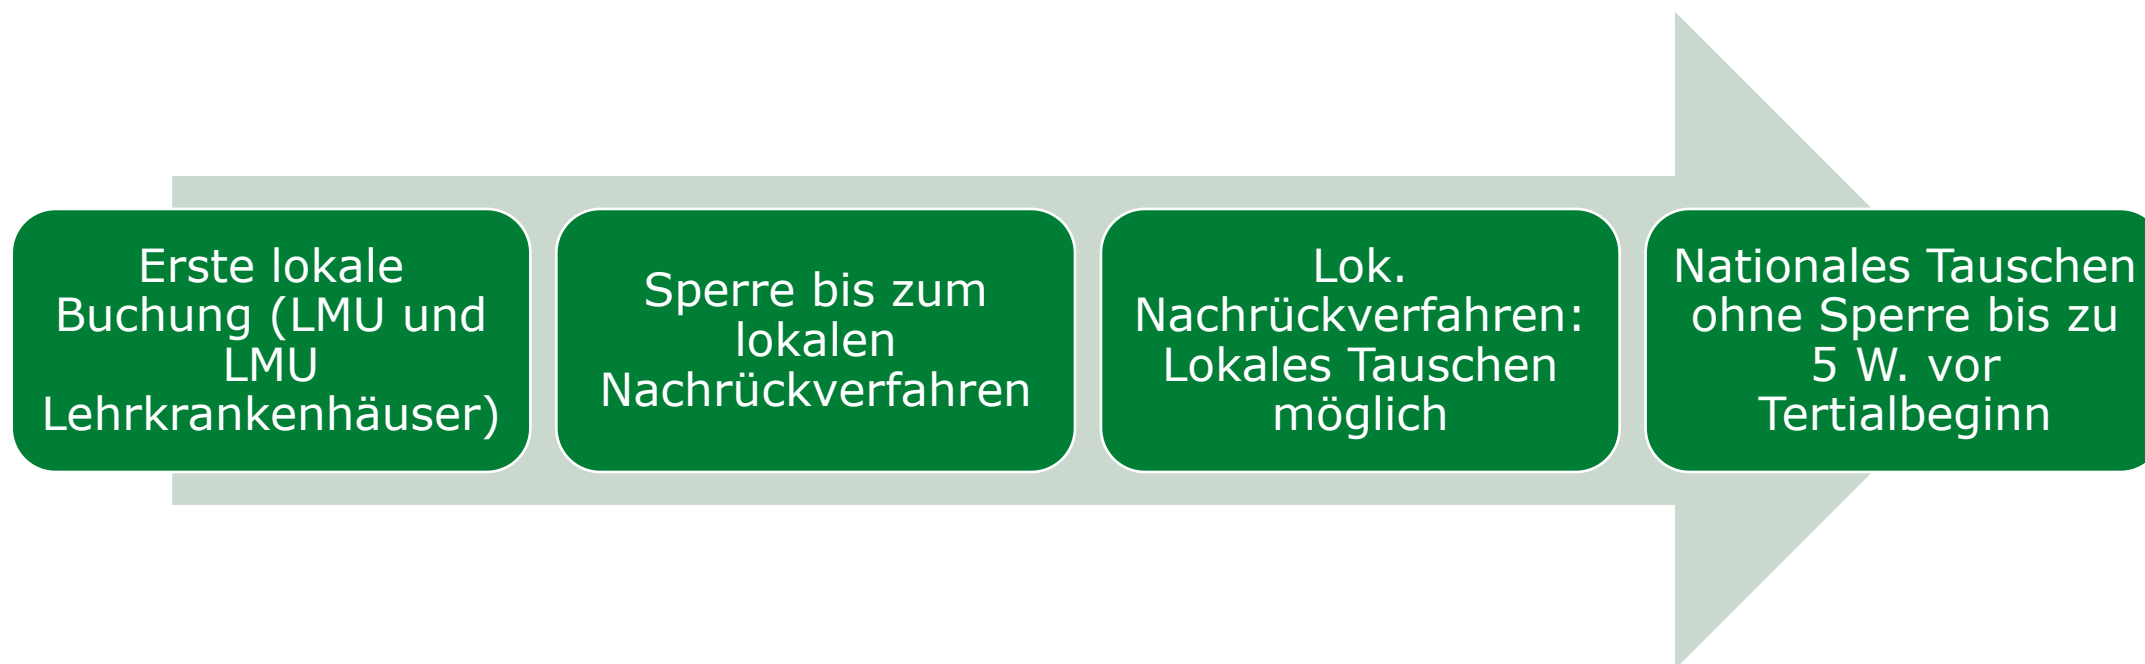 Erste lokale
Buchung (LMU und
LMU
Lehrkrankenhäuser)
Sperre bis zum
lokalen
Nachrückverfahren
Lok.
Nachrückverfahren:
Lokales Tauschen
möglich
Nationales Tauschen
ohne Sperre bis zu
5 W. vor
Tertialbeginn